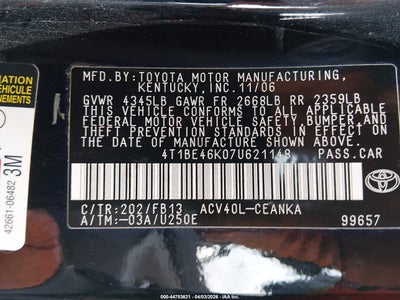 MFD.BY:TOYOTA MOTOR MANUFACTURING,
KENTUCKY,INC.11/06
GVWR 4345LB GAWR FR 2668LB RR 2359LB
THIS VEHICLE CONFORMS TO ALL APPLICABLE
FEDERAL MOTOR VEHICLE SAFETY,BUMPER,
AND THEFT PREVENTION STANDARDS IN
EFFECT ON THE DATE OF MANUFACTURE
SHOWN ABOVE.
4T1BE46K07U621148 PASS.CAR
C/TR:202/FB13 ACV40L-CEANKA
A/TM:-03A/U250E
99657
TOYOTA
42661-06482
3M
000-44783621 - 04/03/2026 - IAA Inc.